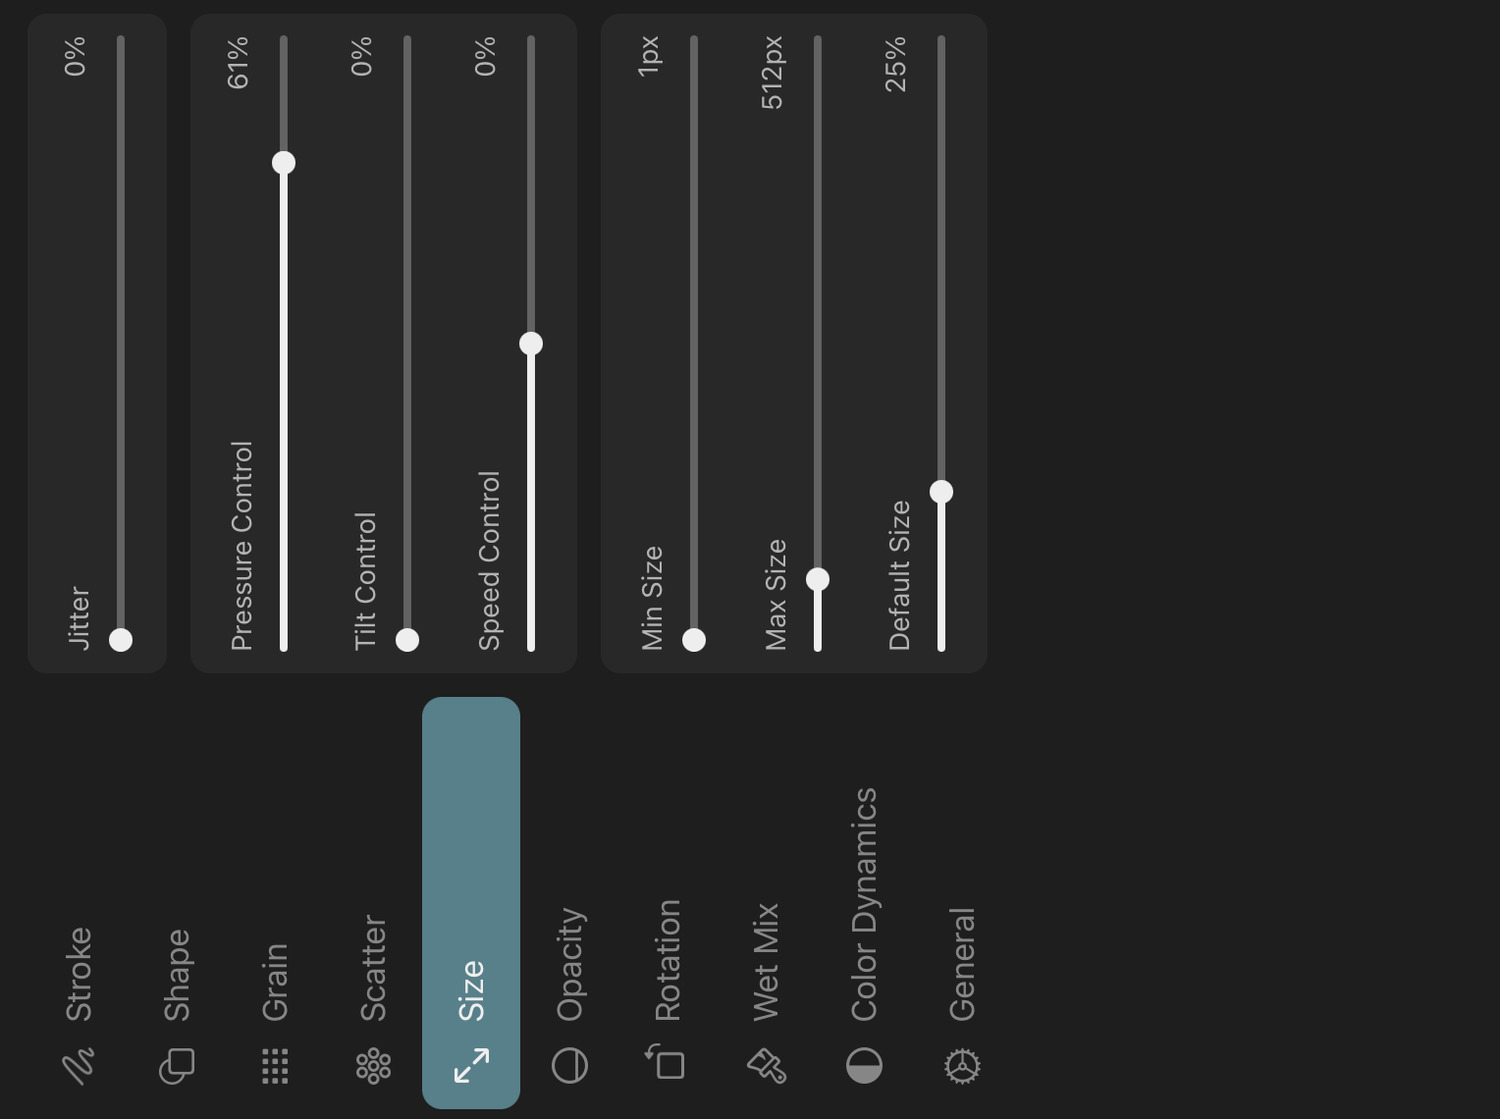 Stroke
Shape
Grain
Scatter
Size
Opacity
Rotation
Wet Mix
Color Dynamics
General
Jitter 0%
Pressure Control 61%
Tilt Control 0%
Speed Control 0%
Min Size 1px
Max Size 512px
Default Size 25%